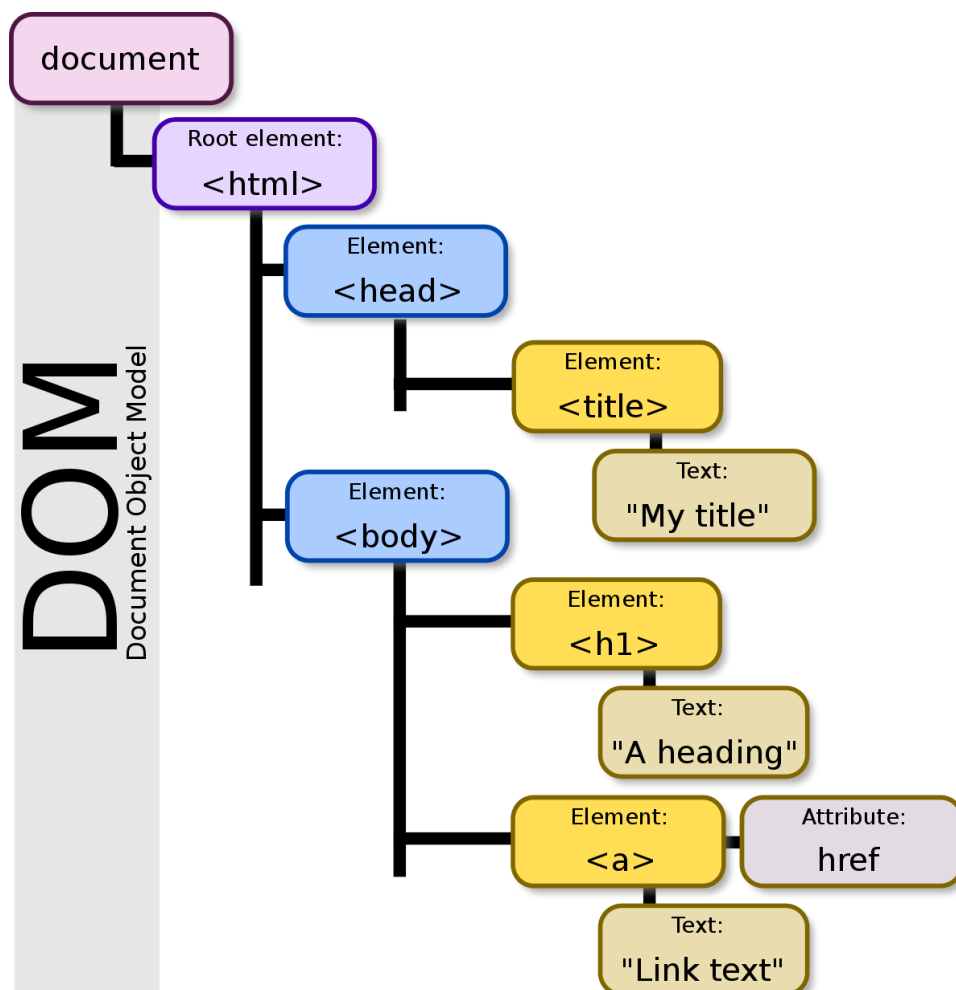 document
Root element:
<html>
Element:
<head>
Element:
<title>
Text:
"My title"
DOM
Document Object Model
Element:
<body>
Element:
<h1>
Text:
"A heading"
Element:
<a>
Attribute:
href
Text:
"Link text"